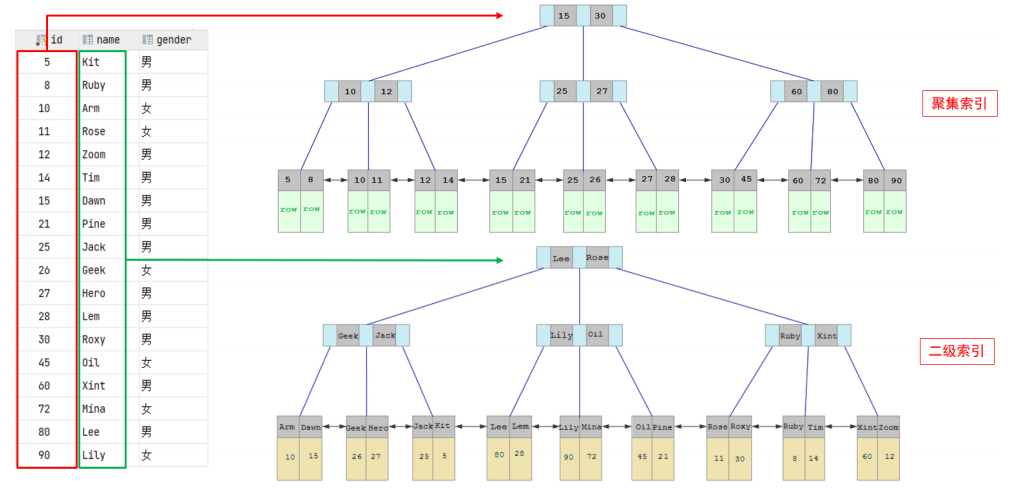 id name gender
5 Kit 男
8 Ruby 男
10 Arm 女
11 Rose 女
12 Zoom 男
14 Tim 男
15 Dawn 男
21 Pine 男
25 Jack 男
26 Geek 女
27 Hero 男
28 Lem 男
30 Roxy 男
45 Oil 女
60 Xint 男
72 Mina 女
80 Lee 男
90 Lily 女
15 30
10 12 25 27 60 80
聚集索引
5 8 10 11 12 14 15 21 25 26 27 28 30 45 60 72 80 90
row row row row row row row row row row row row row row row row row row
Lee Rose
Geek Jack Lily Oil Ruby Xint
二级索引
Arm Dawn Geek Hero Jack Kit Lee Lem Lily Mina Oil Pine Rose Roxy Ruby Tim Xint Zoom
10 15 26 27 25 5 80 28 90 72 45 21 11 30 8 14 60 12